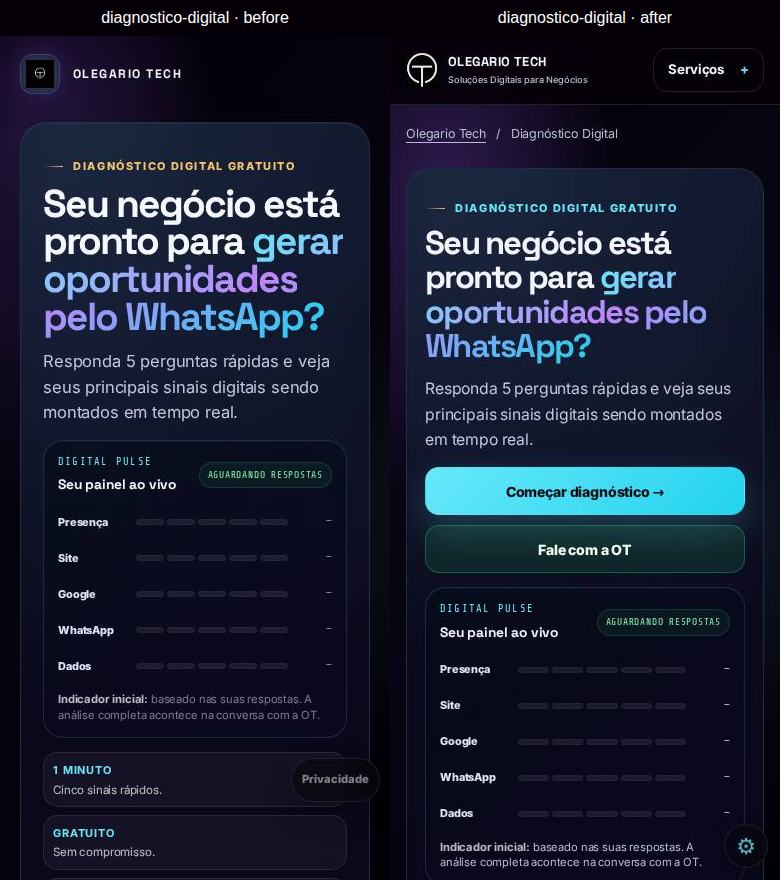 diagnostico-digital · before
OLEGARIO TECH
DIAGNÓSTICO DIGITAL GRATUITO
Seu negócio está
pronto para gerar
oportunidades
pelo WhatsApp?
Responda 5 perguntas rápidas e veja
seus principais sinais digitais sendo
montados em tempo real.
DIGITAL PULSE
Seu painel ao vivo
AGUARDANDO RESPOSTAS
Presença –
Site –
Google –
WhatsApp –
Dados –
Indicador inicial: baseado nas suas respostas. A
análise completa acontece na conversa com a OT.
1 MINUTO
Cinco sinais rápidos.
Privacidade
GRATUITO
Sem compromisso.
diagnostico-digital · after
OLEGARIO TECH
Soluções Digitais para Negócios
Serviços +
Olegario Tech / Diagnóstico Digital
DIAGNÓSTICO DIGITAL GRATUITO
Seu negócio está
pronto para gerar
oportunidades pelo
WhatsApp?
Responda 5 perguntas rápidas e veja seus
principais sinais digitais sendo montados
em tempo real.
Começar diagnóstico →
Fale com a OT
DIGITAL PULSE
Seu painel ao vivo
AGUARDANDO RESPOSTAS
Presença –
Site –
Google –
WhatsApp –
Dados –
Indicador inicial: baseado nas suas respostas. A
análise completa acontece na conversa com a OT.